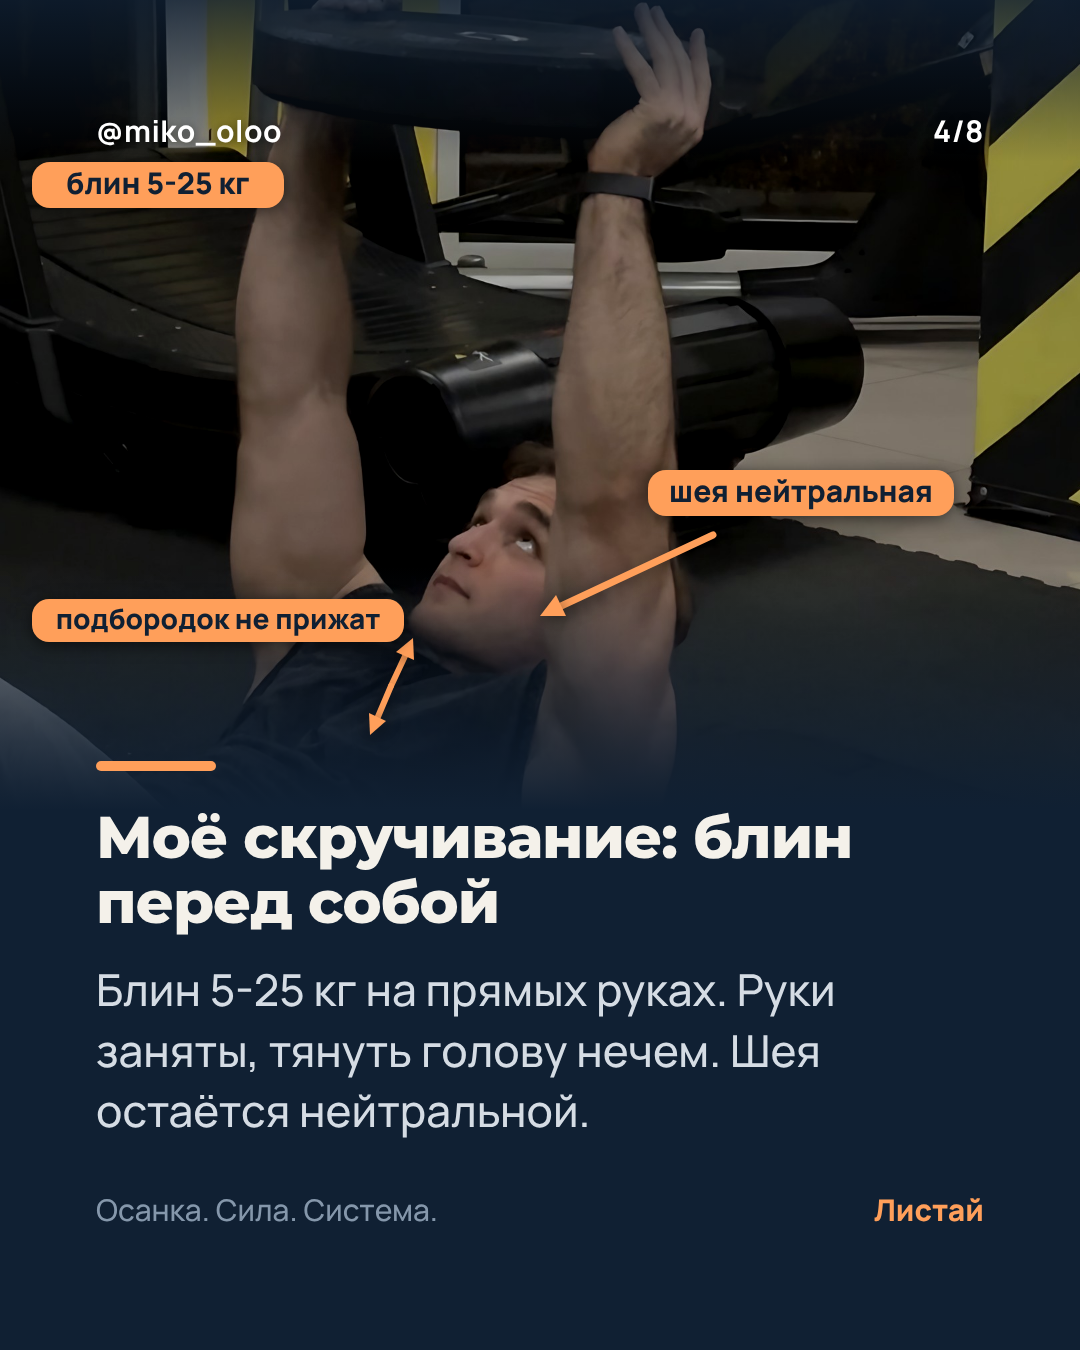 @miko_oloo
4/8
блин 5-25 кг
шея нейтральная
подбородок не прижат
Моё скручивание: блин
перед собой
Блин 5-25 кг на прямых руках. Руки
заняты, тянуть голову нечем. Шея
остаётся нейтральной.
Осанка. Сила. Система.
Листай